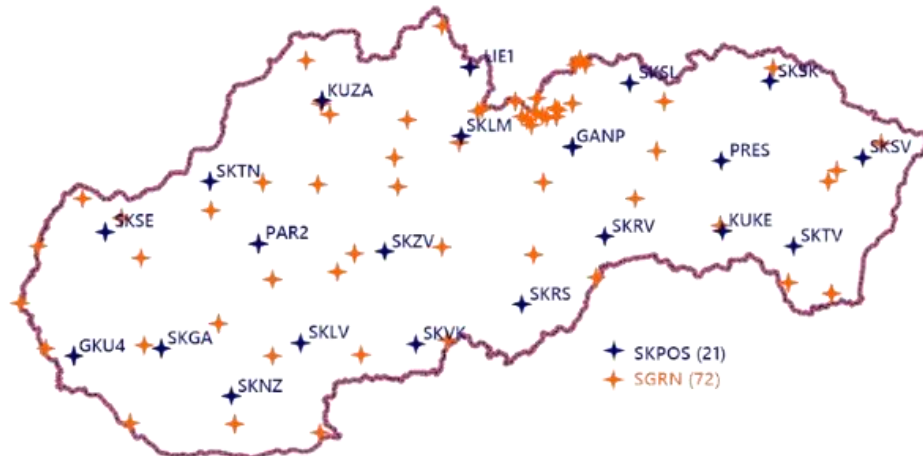 LIE1
SKSL
SKSK
KUZA
SKLM
GANP
PRES
SKSV
SKTN
SKSE
PAR2
SKZV
SKRV
KUKE
SKTV
SKRS
GKU4
SKGA
SKLV
SKVK
SKNZ
SKPOS (21)
SGRN (72)